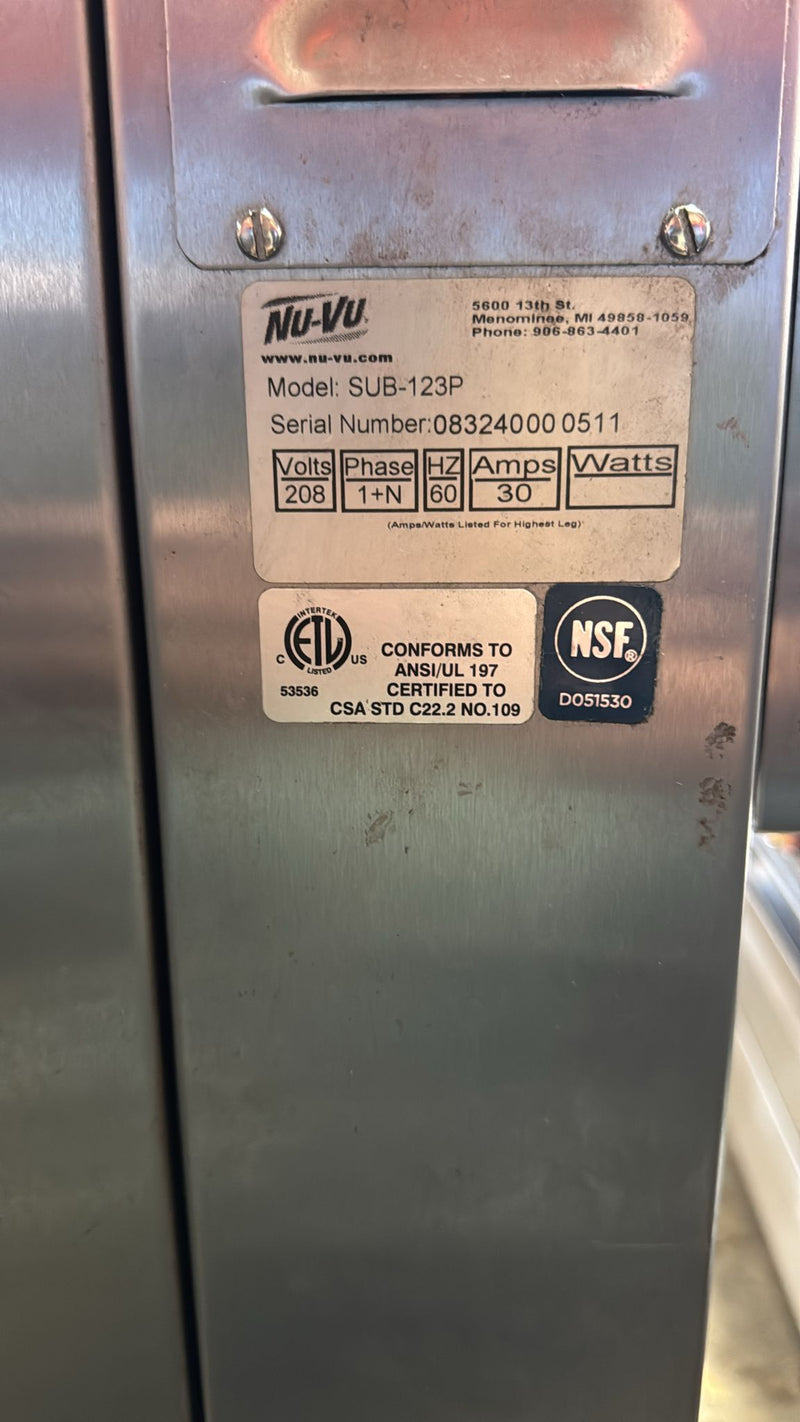 NU-VU
www.nu-vu.com
5600 13th St.
Menominee, MI 49858-1059
Phone: 906-863-4401
Model: SUB-123P
Serial Number:083240000511
Volts Phase HZ Amps Watts
208 1+N 60 30
(Amps/Watts Listed For Highest Leg)
INTERTEK
ETL
C US
LISTED
53536
CONFORMS TO
ANSI/UL 197
CERTIFIED TO
CSA STD C22.2 NO.109
NSF®
D051530